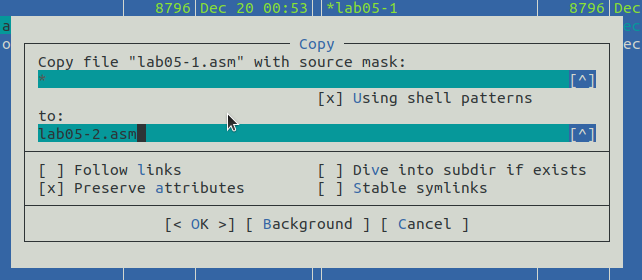 8796 Dec 20 00:53 *lab05-1 8796 Dec
Copy
Copy file "lab05-1.asm" with source mask:
* [^]
[x] Using shell patterns
to:
lab05-2.asm [^]
[ ] Follow links [ ] Dive into subdir if exists
[x] Preserve attributes [ ] Stable symlinks
[< OK >] [ Background ] [ Cancel ]